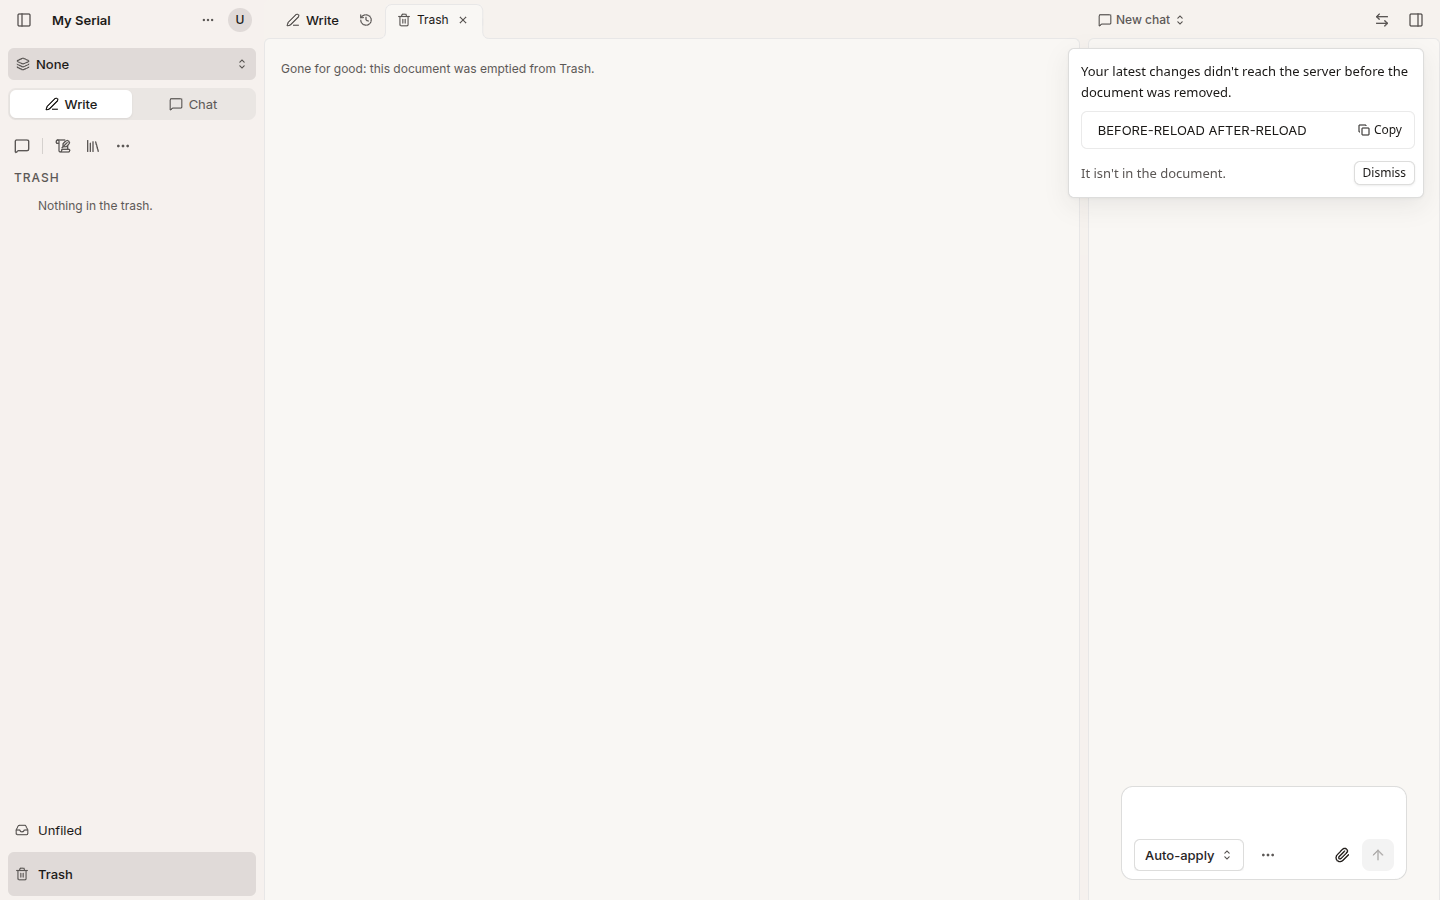 My Serial
U
Write
Trash
New chat
None
Write
Chat
TRASH
Nothing in the trash.
Gone for good: this document was emptied from Trash.
Your latest changes didn't reach the server before the
document was removed.
BEFORE-RELOAD AFTER-RELOAD
Copy
It isn't in the document.
Dismiss
Unfiled
Trash
Auto-apply